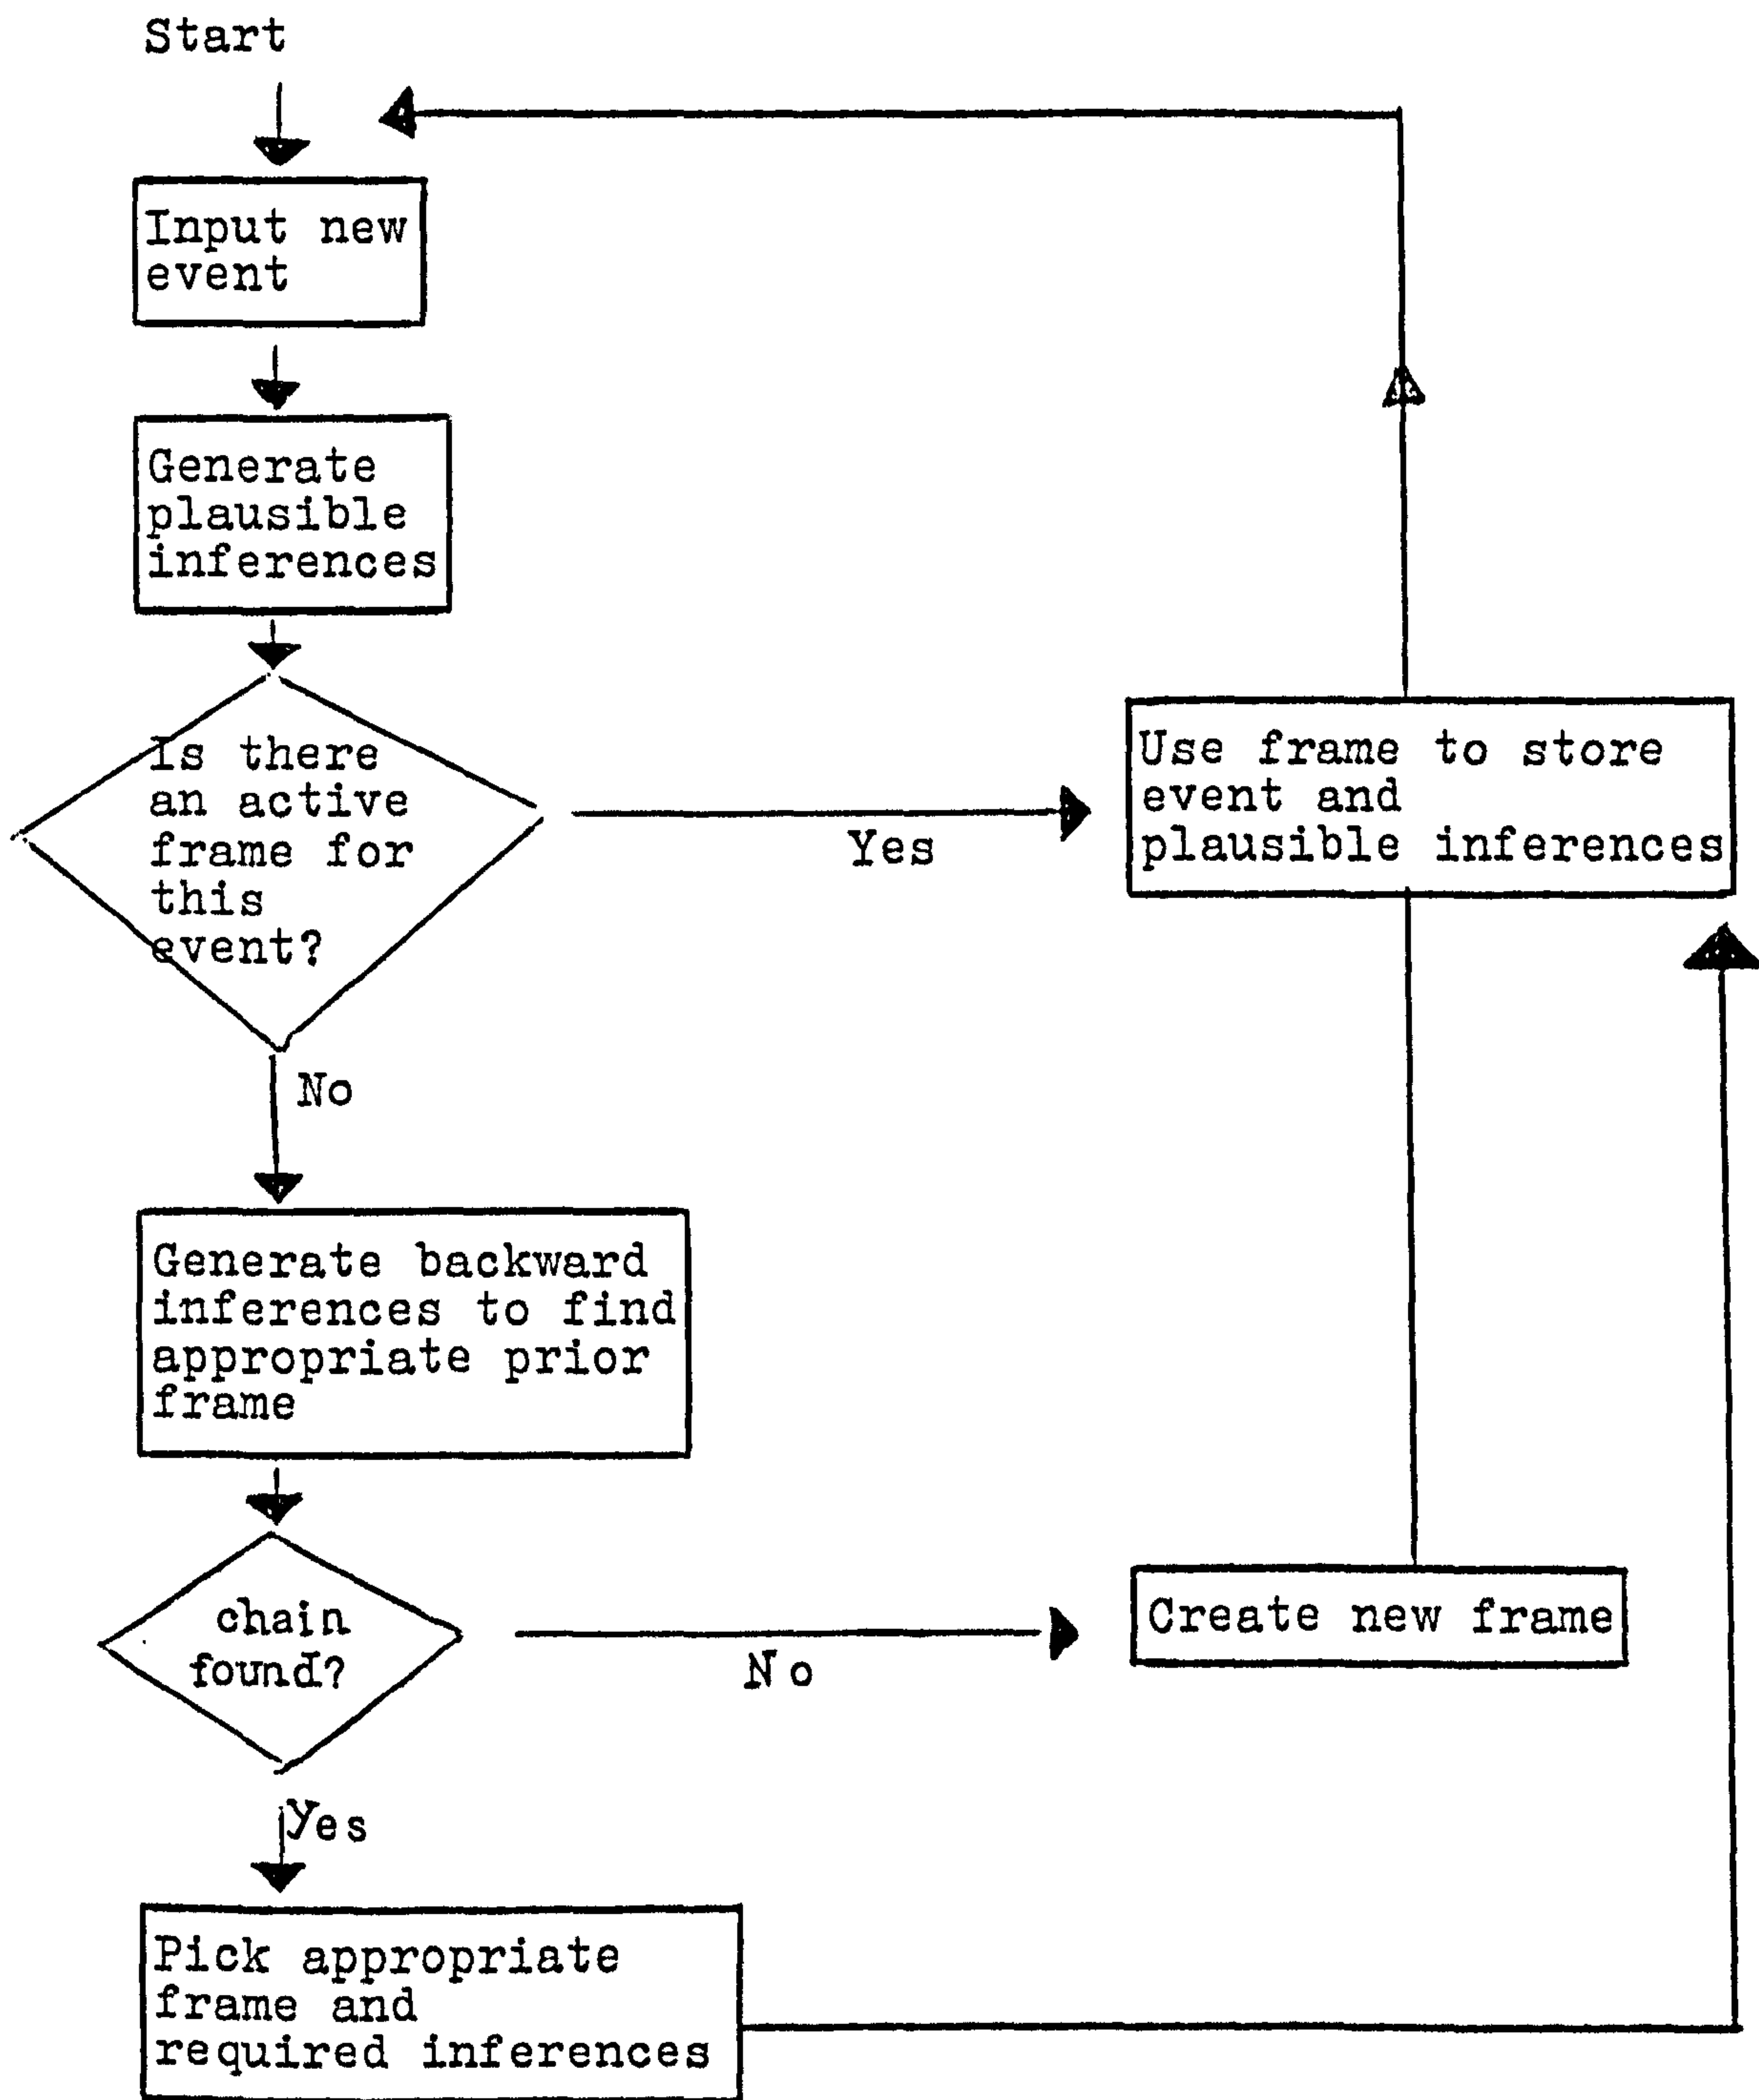 Start
Input new
event
Generate
plausible
inferences
Is there
an active
frame for
this
event?
Yes
Use frame to store
event and
plausible inferences
No
Generate backward
inferences to find
appropriate prior
frame
chain
found?
No
Create new frame
Yes
Pick appropriate
frame and
required inferences